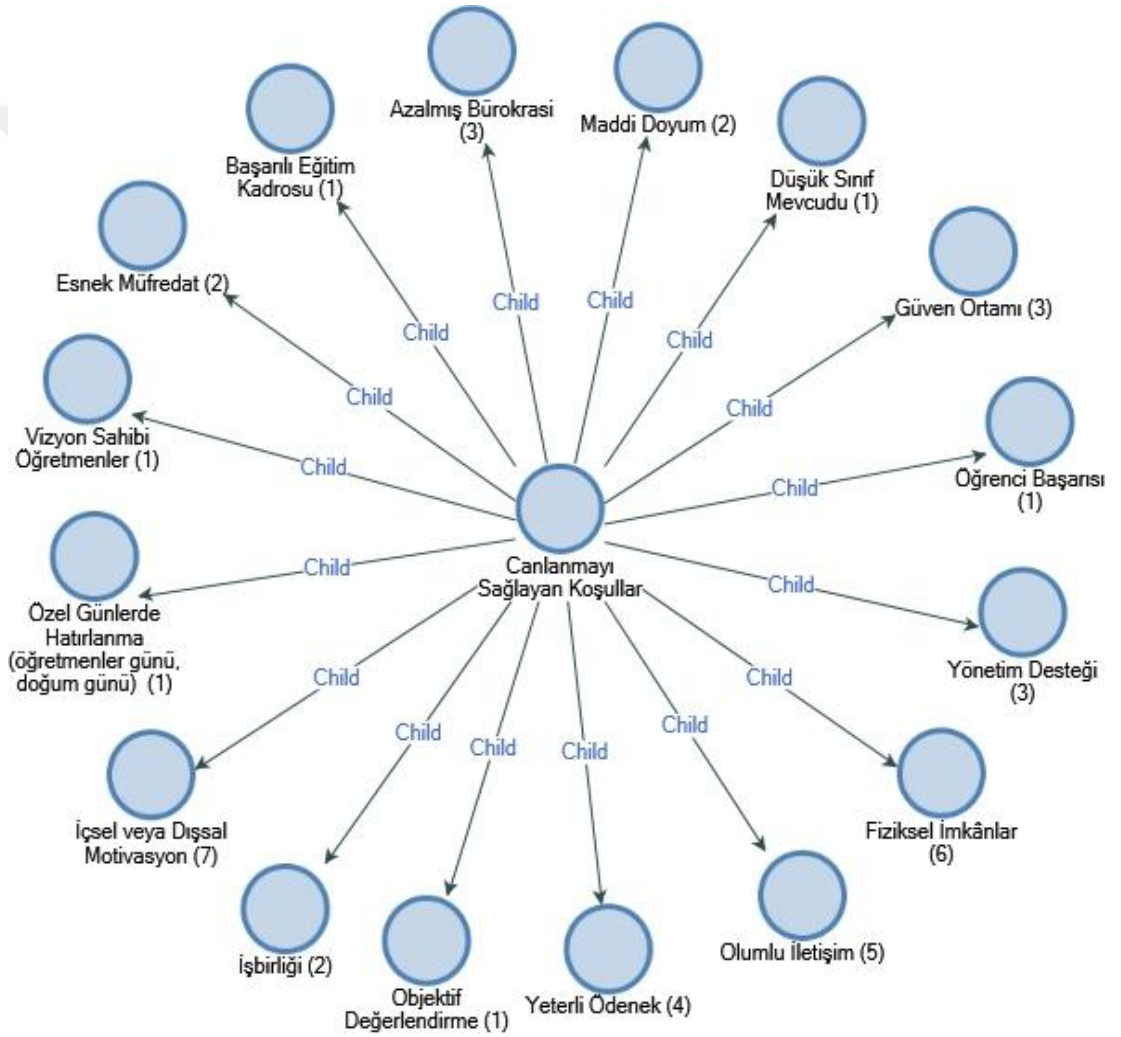 Azalmış Bürokrasi
(3)
Maddi Doyum (2)
Başarılı Eğitim
Kadrosu (1)
Düşük Sınıf
Mevcudu (1)
Esnek Müfredat (2)
Güven Ortamı (3)
Child
Child
Child
Child
Child
Child
Vizyon Sahibi
Öğretmenler (1)
Child
Child
Öğrenci Başarısı
(1)
Canlanmayı
Sağlayan Koşullar
Child
Child
Özel Günlerde
Hatırlanma
(öğretmenler günü,
doğum günü) (1)
Yönetim Desteği
(3)
Child
Child
Child
Child
Child
Child
İçsel veya Dışsal
Motivasyon (7)
Fiziksel İmkânlar
(6)
İşbirliği (2)
Objektif
Değerlendirme (1)
Yeterli Ödenek (4)
Olumlu İletişim (5)